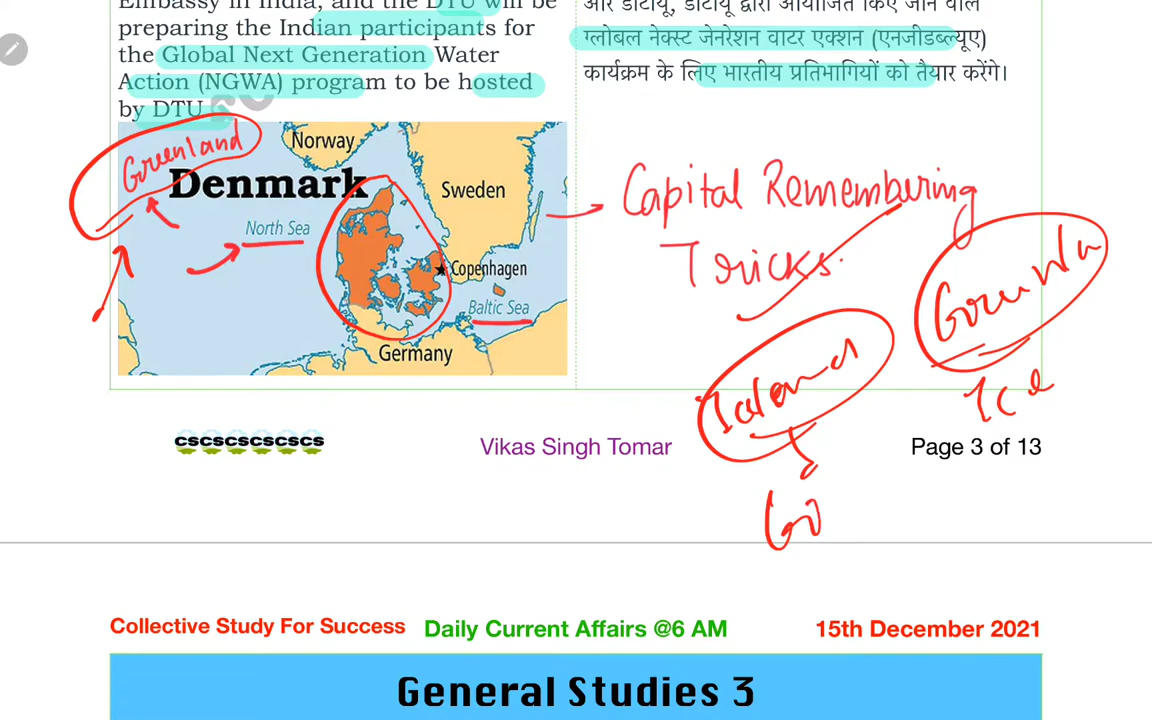 Embassy in India, and the DTU will be
preparing the Indian participants for
the Global Next Generation Water
Action (NGWA) program to be hosted
by DTU
और डीटीयू, डीटीयू द्वारा आयोजित किए जाने वाले
ग्लोबल नेक्स्ट जेनरेशन वाटर एक्शन (एनजीडब्ल्यूए)
कार्यक्रम के लिए भारतीय प्रतिभागियों को तैयार करेंगे।
Greenland
Norway
Denmark
Sweden
North Sea
Copenhagen
Baltic Sea
Germany
Capital Remembering
Tricks.
Ice
cscscscscscs
Vikas Singh Tomar
Page 3 of 13
Collective Study For Success
Daily Current Affairs @6 AM
15th December 2021
General Studies 3